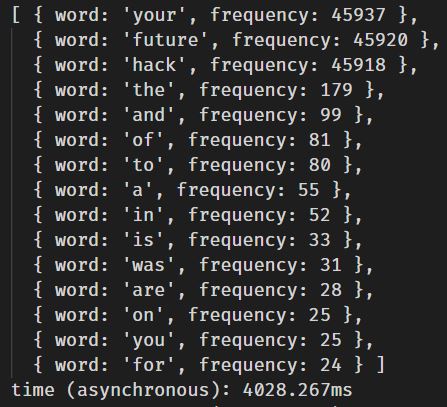 [ { word: 'your', frequency: 45937 },
{ word: 'future', frequency: 45920 },
{ word: 'hack', frequency: 45918 },
{ word: 'the', frequency: 179 },
{ word: 'and', frequency: 99 },
{ word: 'of', frequency: 81 },
{ word: 'to', frequency: 80 },
{ word: 'a', frequency: 55 },
{ word: 'in', frequency: 52 },
{ word: 'is', frequency: 33 },
{ word: 'was', frequency: 31 },
{ word: 'are', frequency: 28 },
{ word: 'on', frequency: 25 },
{ word: 'you', frequency: 25 },
{ word: 'for', frequency: 24 } ]
time (asynchronous): 4028.267ms